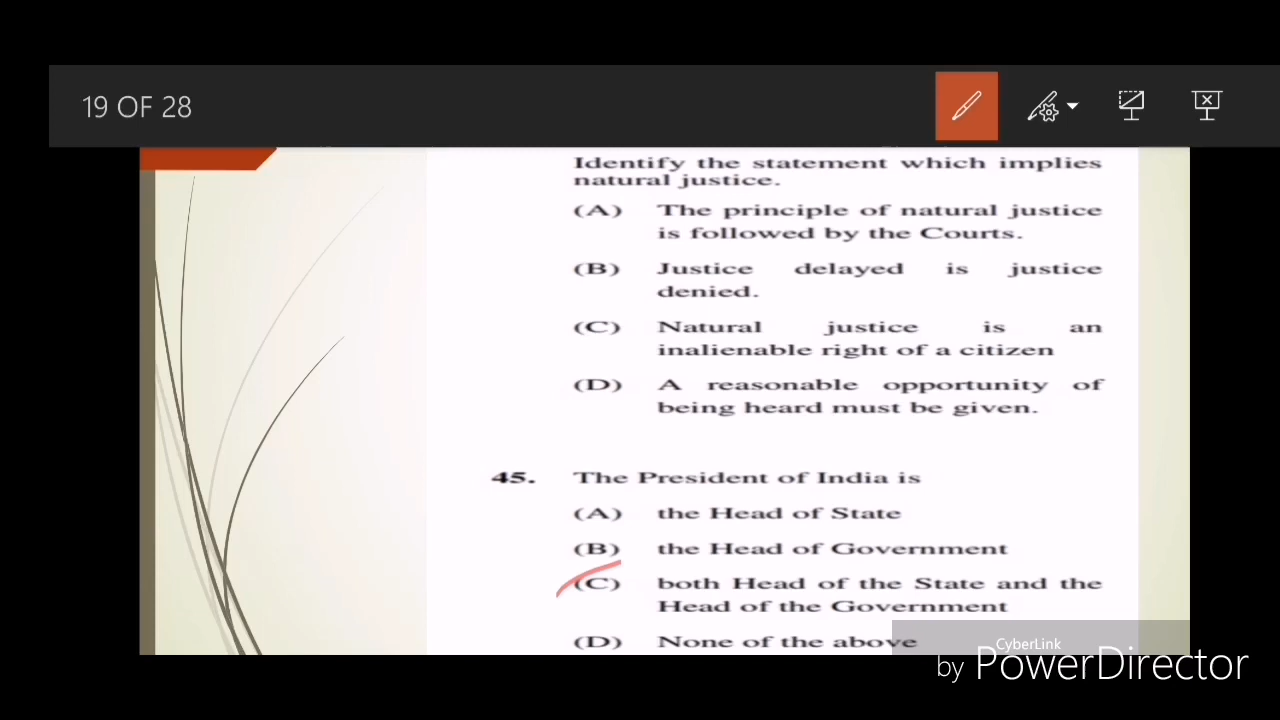 19 OF 28
Identify the statement which implies
natural justice.
(A) The principle of natural justice
is followed by the Courts.
(B) Justice delayed is justice
denied.
(C) Natural justice is an
inalienable right of a citizen
(D) A reasonable opportunity of
being heard must be given.
45. The President of India is
(A) the Head of State
(B) the Head of Government
(C) both Head of the State and the
Head of the Government
(D) None of the above
CyberLink
by PowerDirector